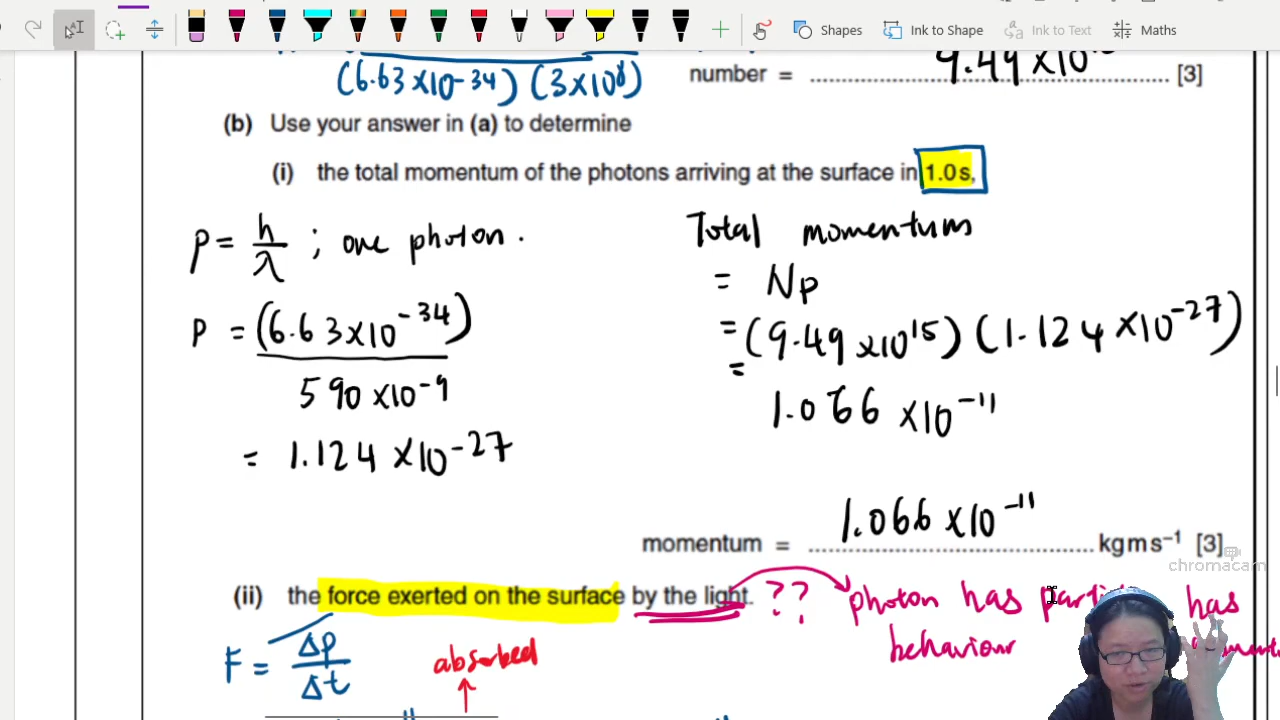 Shapes Ink to Shape Ink to Text Maths
(6.63×10-34) (3×10⁸)
number = 9.49×10 [3]
(b) Use your answer in (a) to determine
(i) the total momentum of the photons arriving at the surface in 1.0 s,
p = h/λ ; one photon.
P = (6.63×10-34)
590×10-9
= 1.124×10-27
Total momentum
= Np
= (9.49×10¹⁵) (1.124×10-27)
=
1.066×10-11
1.066×10-11
momentum = kg m s–1 [3]
chromacam
(ii) the force exerted on the surface by the light. ?? photon has has
behaviour
F = Δp/Δt
absorbed